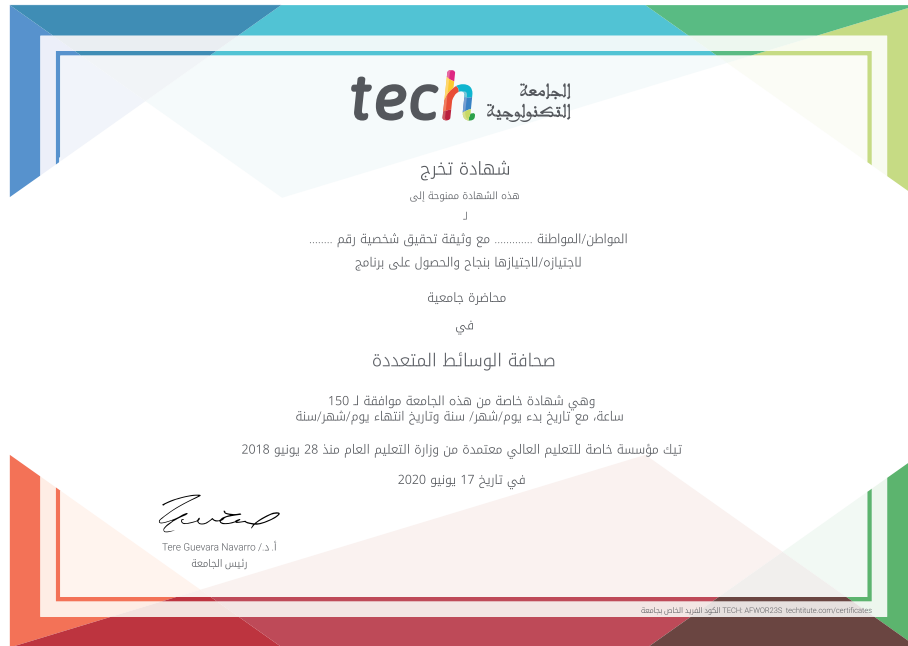 tech الجامعة
التكنولوجية
شهادة تخرج
هذه الشهادة ممنوحة إلى
لـ
المواطن/المواطنة ............. مع وثيقة تحقيق شخصية رقم ........
لاجتيازه/لاجتيازها بنجاح والحصول على برنامج
محاضرة جامعية
في
صحافة الوسائط المتعددة
وهي شهادة خاصة من هذه الجامعة موافقة لـ 150
ساعة، مع تاريخ بدء يوم/شهر/ سنة وتاريخ انتهاء يوم/شهر/سنة
تيك مؤسسة خاصة للتعليم العالي معتمدة من وزارة التعليم العام منذ 28 يونيو 2018
في تاريخ 17 يونيو 2020
أ. د./ Tere Guevara Navarro
رئيس الجامعة
الكود الفريد الخاص بجامعة TECH: AFWOR23S techtitute.com/certificates